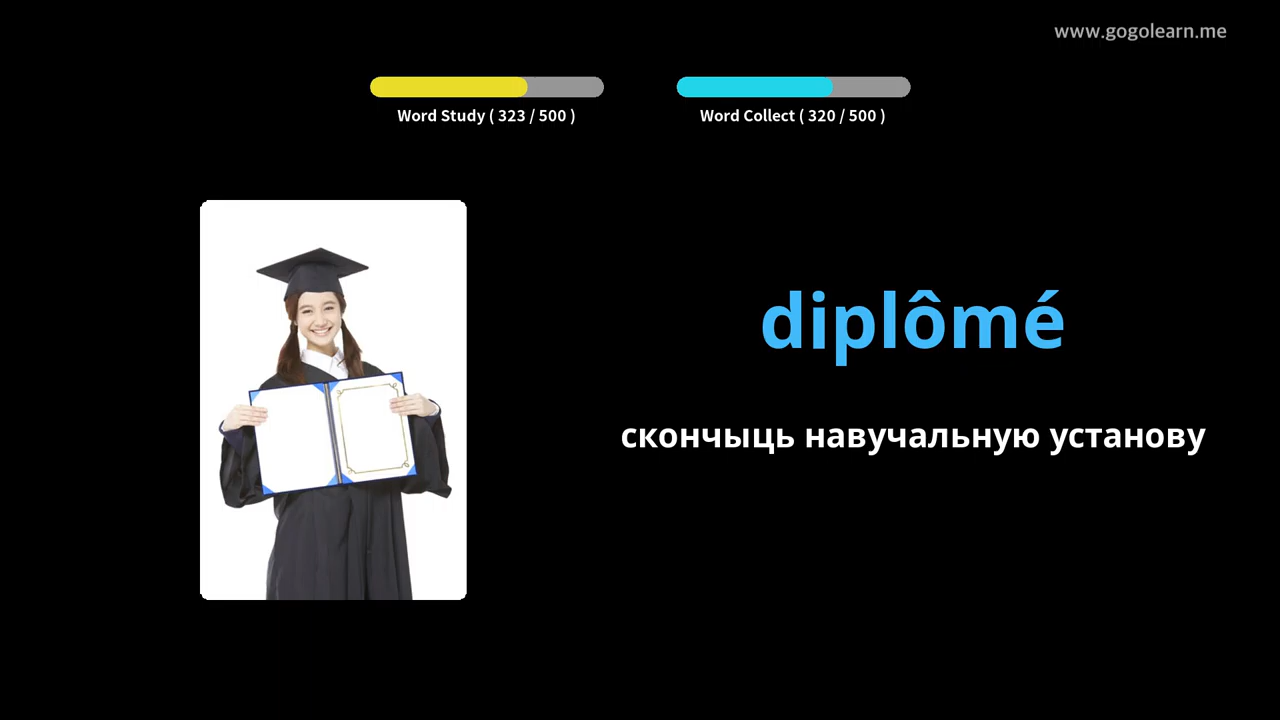 www.gogolearn.me
Word Study ( 323 / 500 )
Word Collect ( 320 / 500 )
diplômé
скончыць навучальную установу